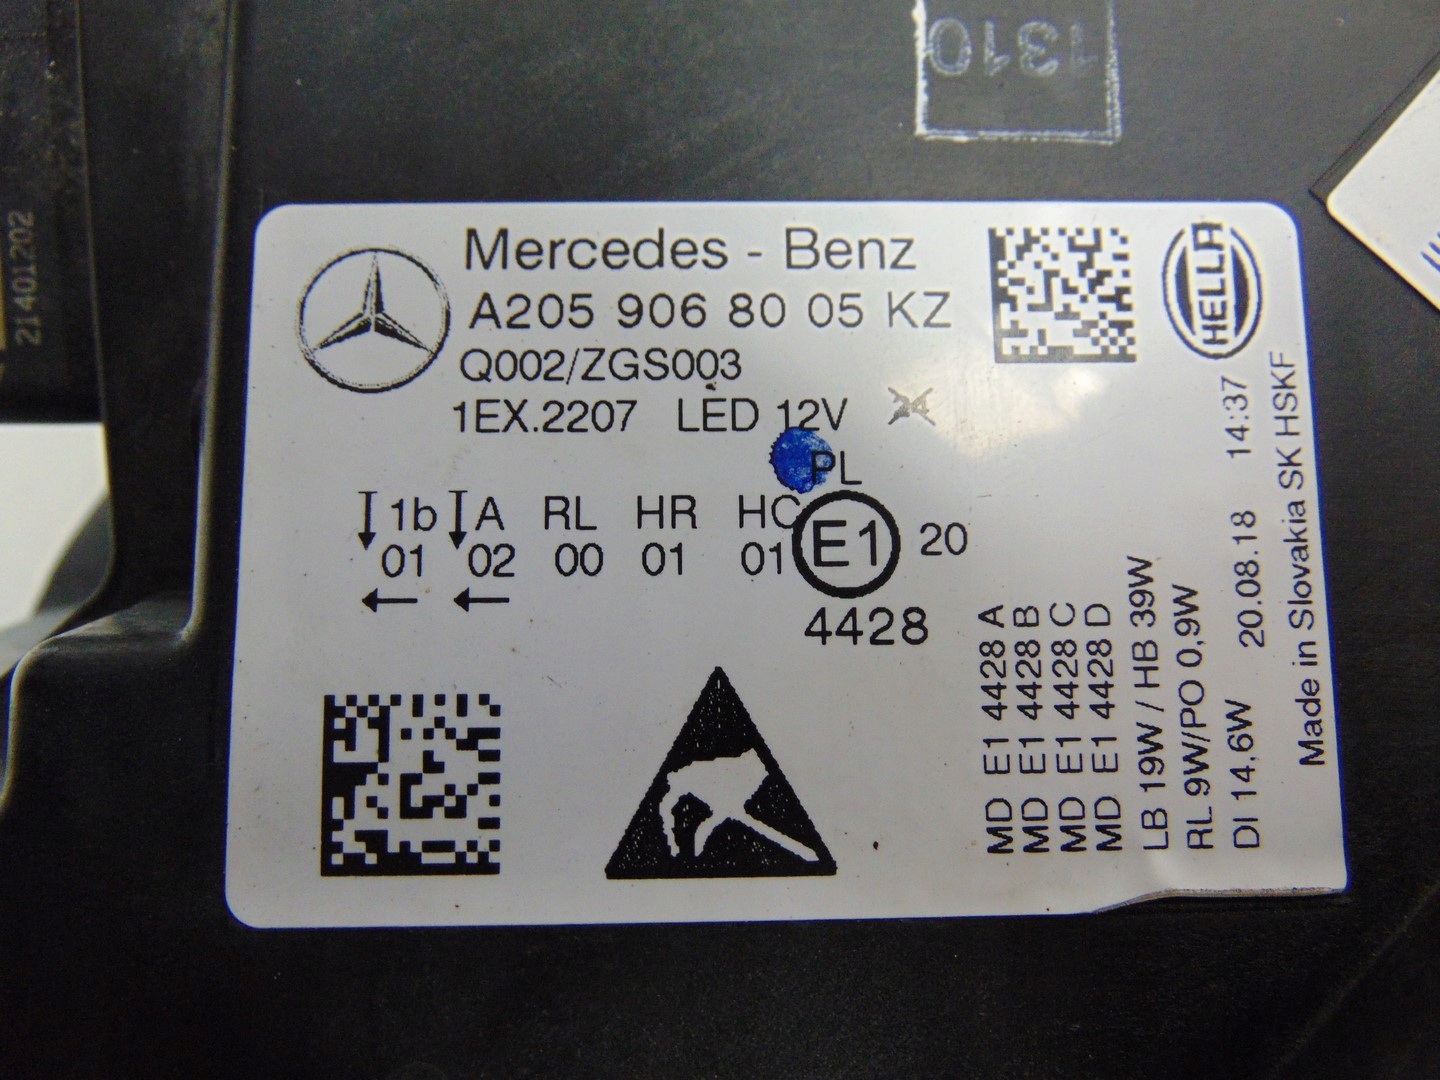 1310
21401202
Mercedes - Benz
A205 906 80 05 KZ
Q002/ZGS003
1EX.2207 LED 12V
PL
1b A RL HR HC
E1 20
01 02 00 01 01
4428
HELLA
MD E1 4428 A
MD E1 4428 B
MD E1 4428 C
MD E1 4428 D
LB 19W / HB 39W
RL 9W/PO 0,9W
DI 14,6W 20.08.18 14:37
Made in Slovakia SK HSKF